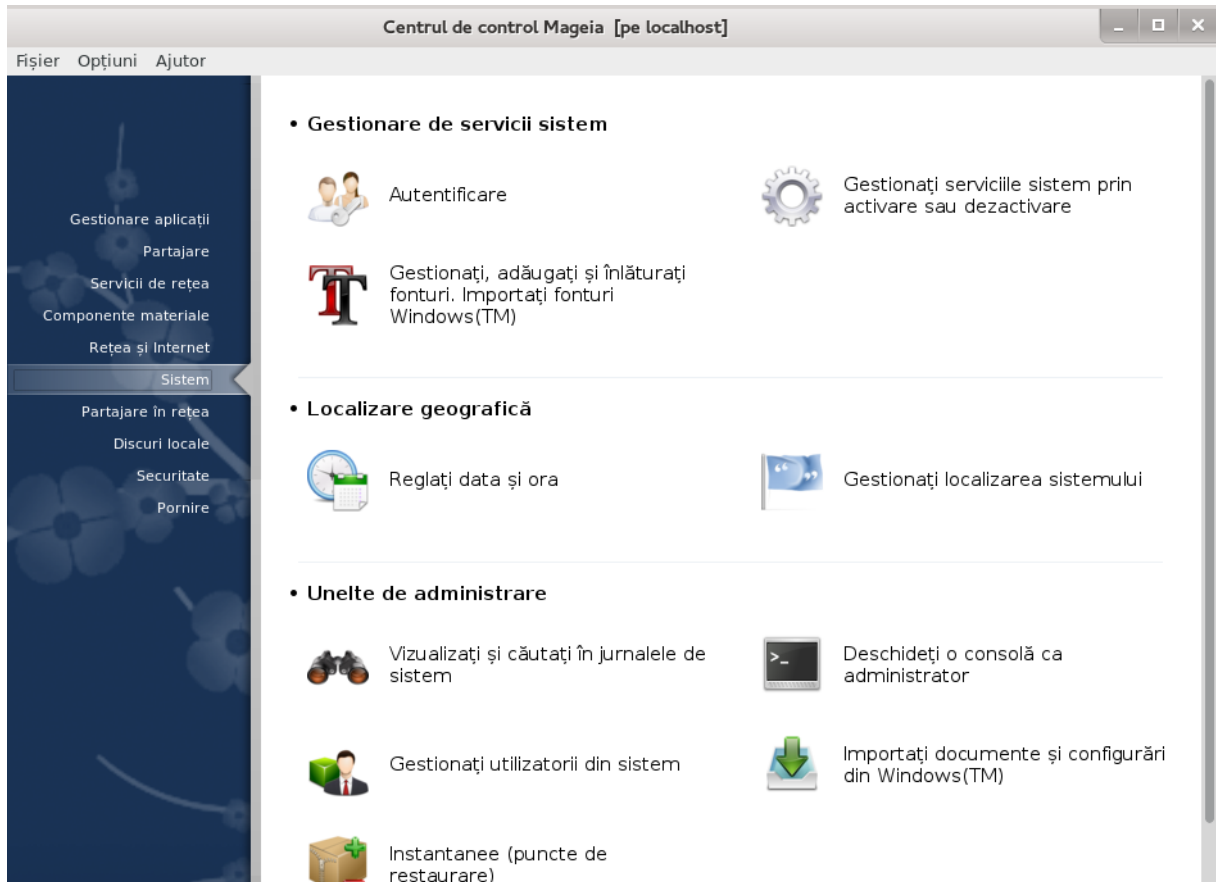 Centrul de control Mageia [pe localhost]
Fișier Opțiuni Ajutor
Gestionare aplicații
Partajare
Servicii de rețea
Componente materiale
Rețea și Internet
Sistem
Partajare în rețea
Discuri locale
Securitate
Pornire
• Gestionare de servicii sistem
Autentificare
Gestionați serviciile sistem prin
activare sau dezactivare
Gestionați, adăugați și înlăturați
fonturi. Importați fonturi
Windows(TM)
• Localizare geografică
Reglați data și ora
Gestionați localizarea sistemului
• Unelte de administrare
Vizualizați și căutați în jurnalele de
sistem
Deschideți o consolă ca
administrator
Gestionați utilizatorii din sistem
Importați documente și configurări
din Windows(TM)
Instantanee (puncte de
restaurare)